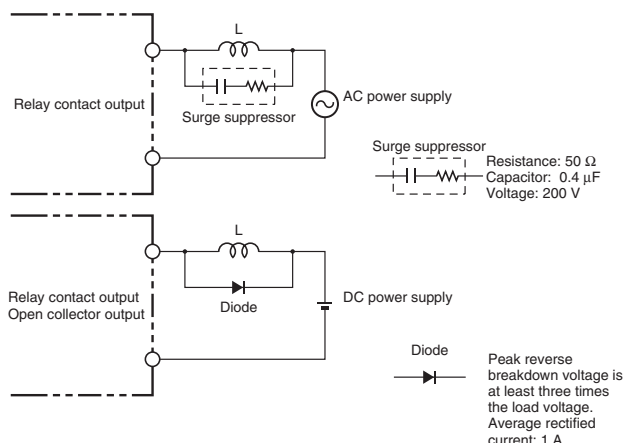 L
Relay contact output
AC power supply
Surge suppressor
Surge suppressor
Resistance: 50 Ω
Capacitor: 0.4 μF
Voltage: 200 V
L
Relay contact output
Open collector output
DC power supply
Diode
Diode
Peak reverse
breakdown voltage is
at least three times
the load voltage.
Average rectified
current: 1 A